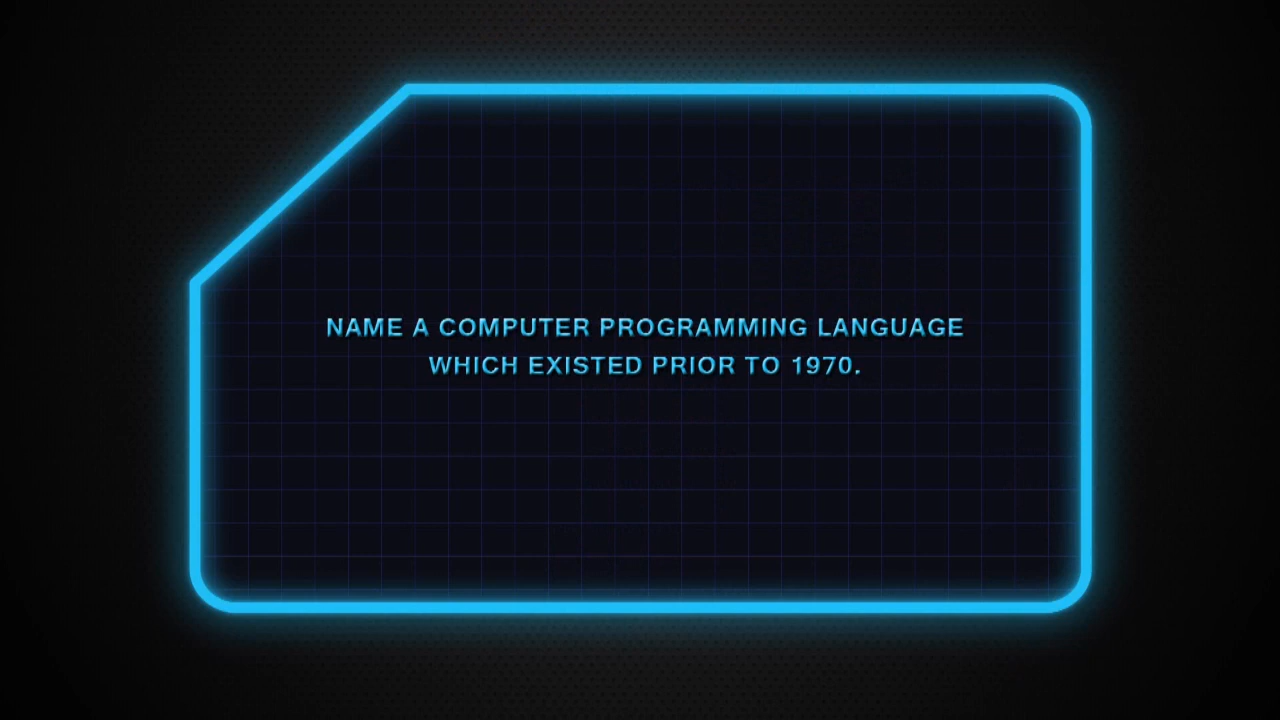 NAME A COMPUTER PROGRAMMING LANGUAGE
WHICH EXISTED PRIOR TO 1970.